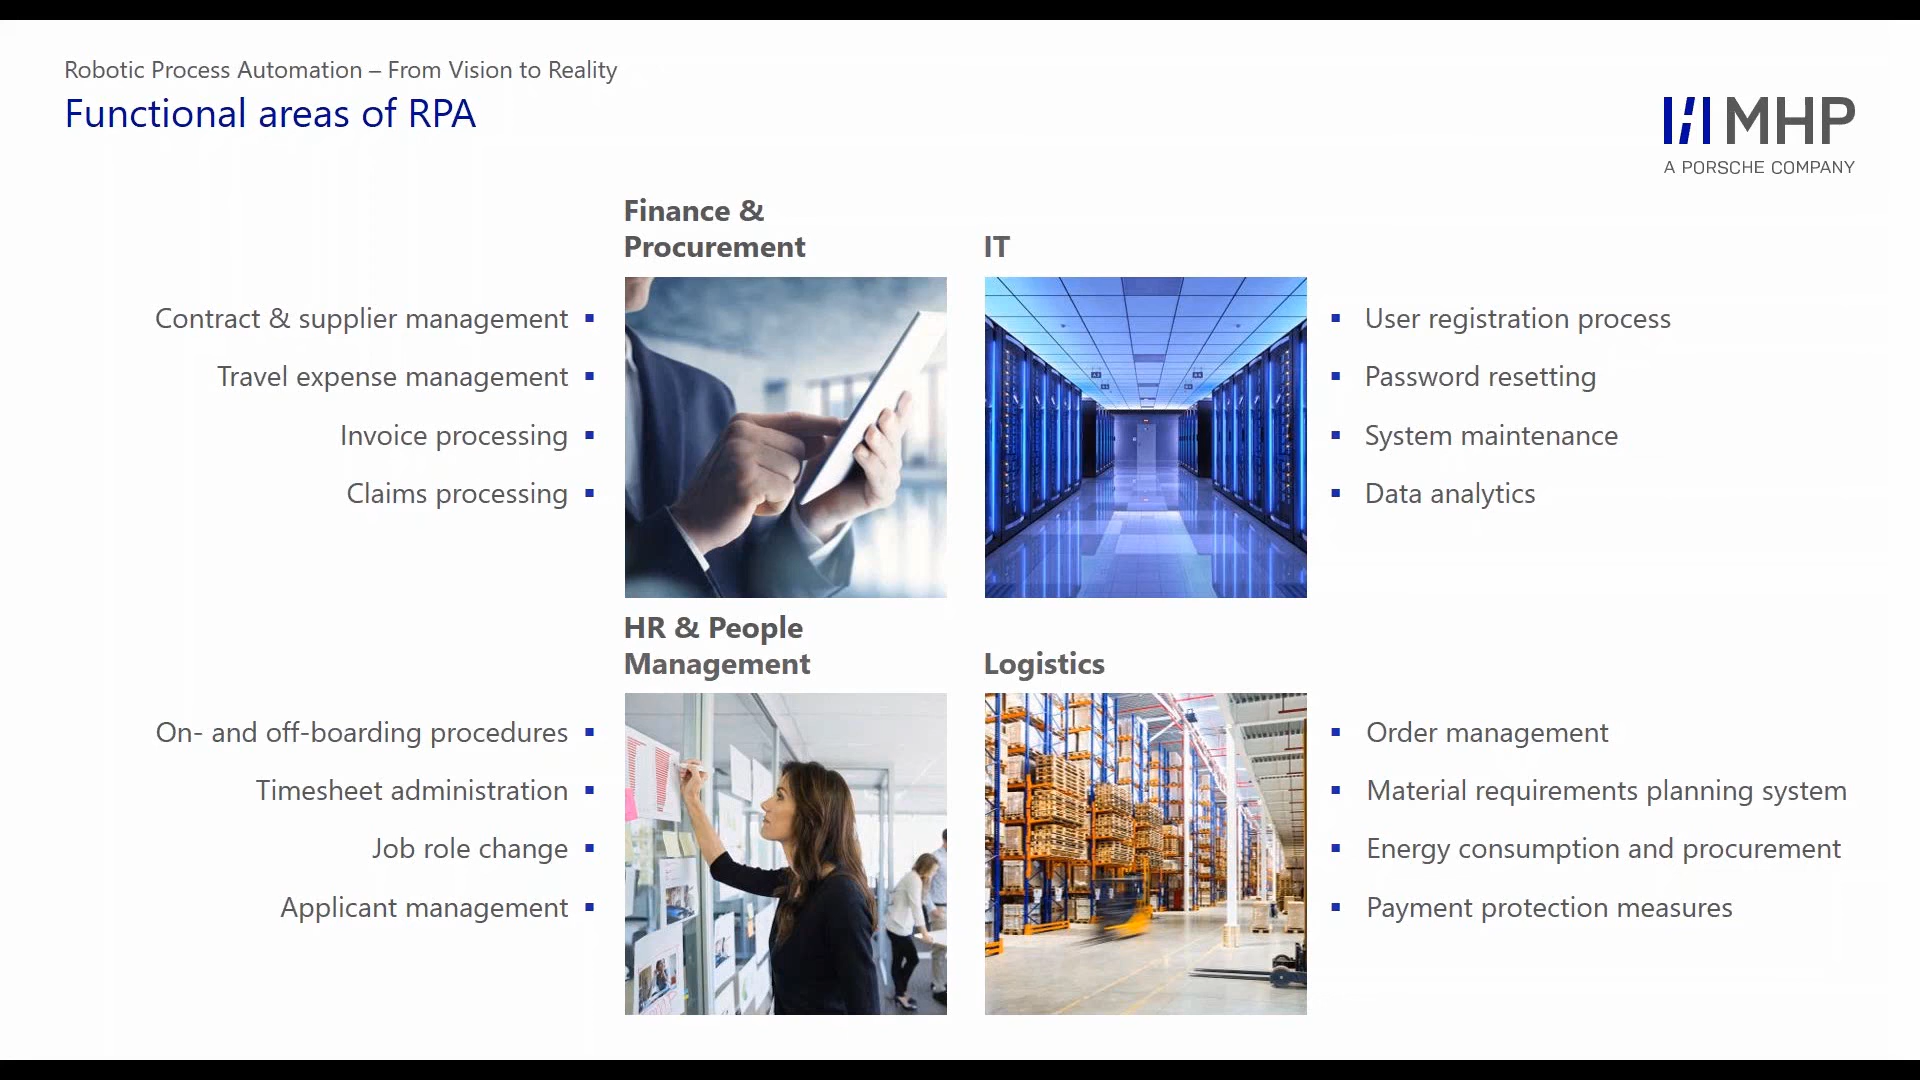 Robotic Process Automation – From Vision to Reality
Functional areas of RPA
MHP
A PORSCHE COMPANY
Finance &
Procurement
Contract & supplier management
Travel expense management
Invoice processing
Claims processing
IT
User registration process
Password resetting
System maintenance
Data analytics
HR & People
Management
On- and off-boarding procedures
Timesheet administration
Job role change
Applicant management
Logistics
Order management
Material requirements planning system
Energy consumption and procurement
Payment protection measures